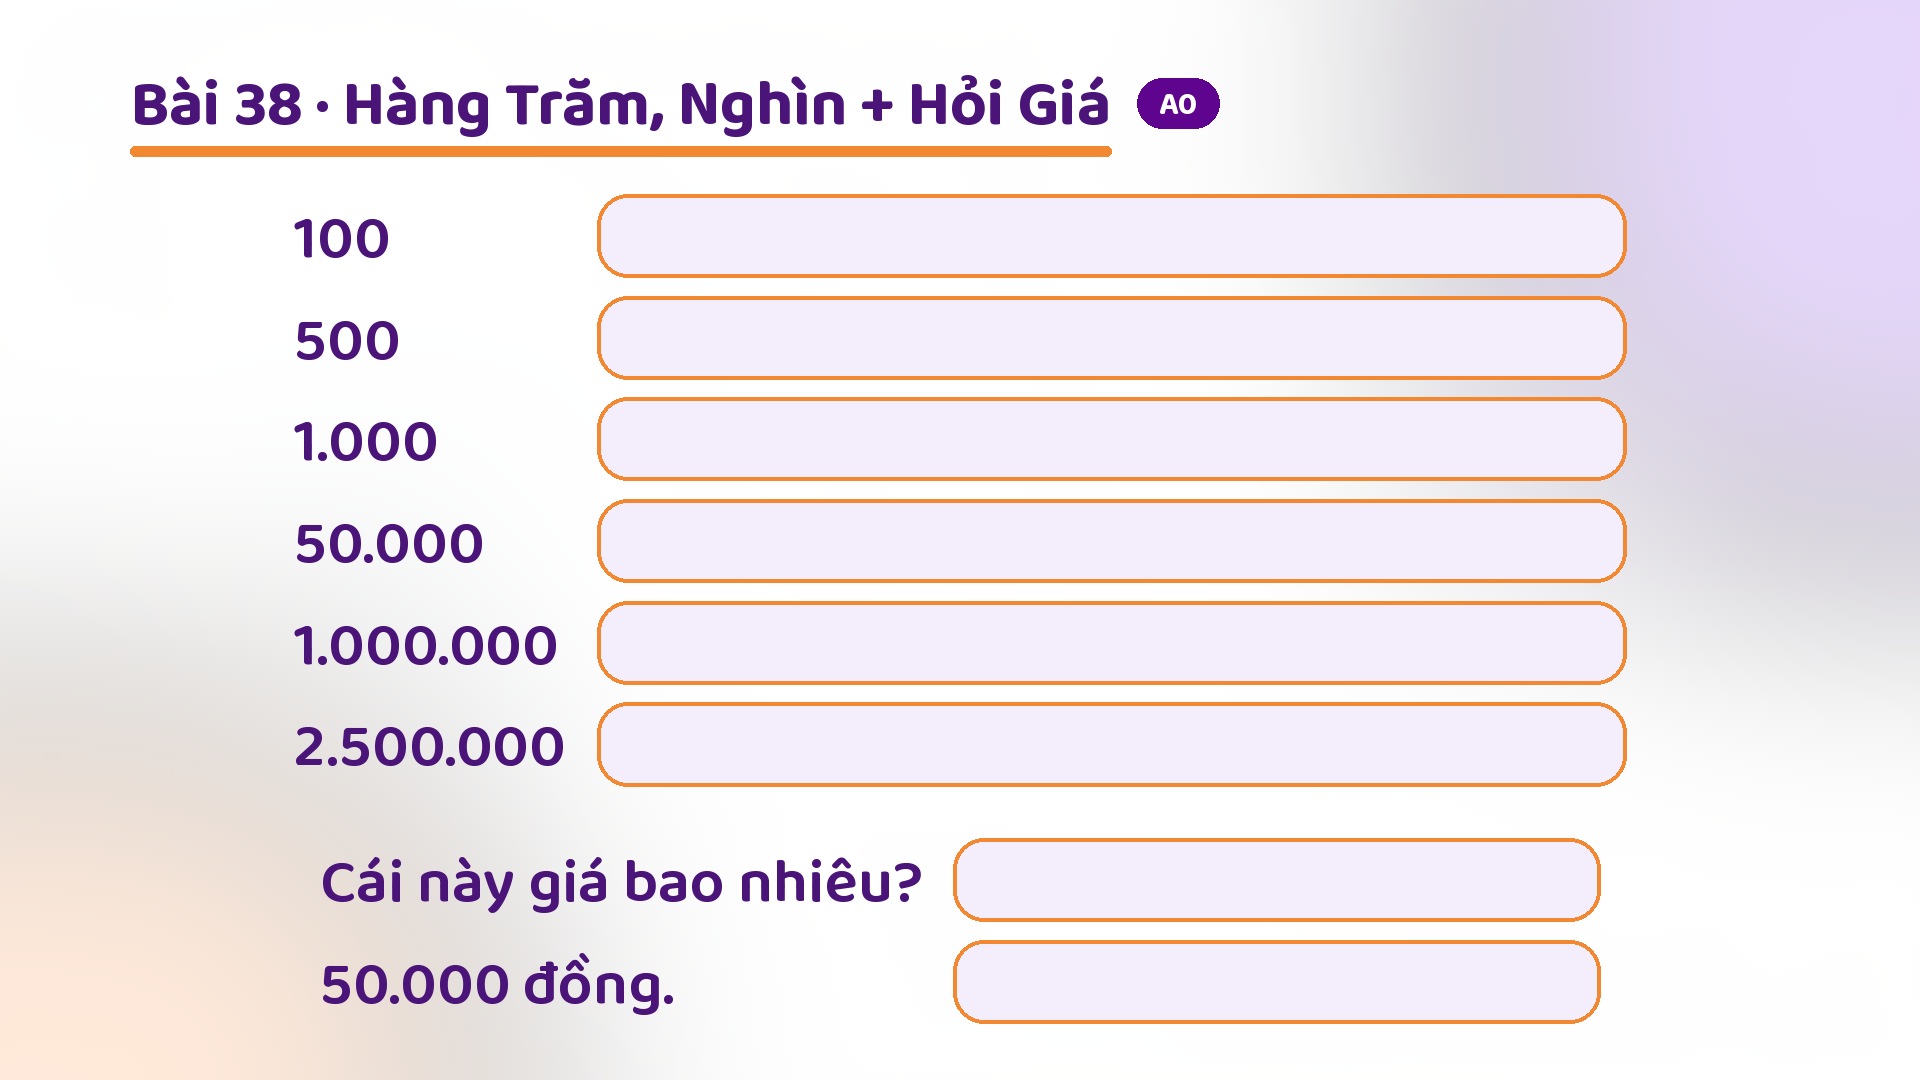 Bài 38 · Hàng Trăm, Nghìn + Hỏi Giá A0
100
500
1.000
50.000
1.000.000
2.500.000
Cái này giá bao nhiêu?
50.000 đồng.